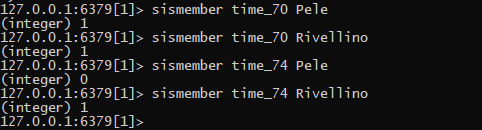 127.0.0.1:6379[1]> sismember time_70 Pele
(integer) 1
127.0.0.1:6379[1]> sismember time_70 Rivellino
(integer) 1
127.0.0.1:6379[1]> sismember time_74 Pele
(integer) 0
127.0.0.1:6379[1]> sismember time_74 Rivellino
(integer) 1
127.0.0.1:6379[1]>